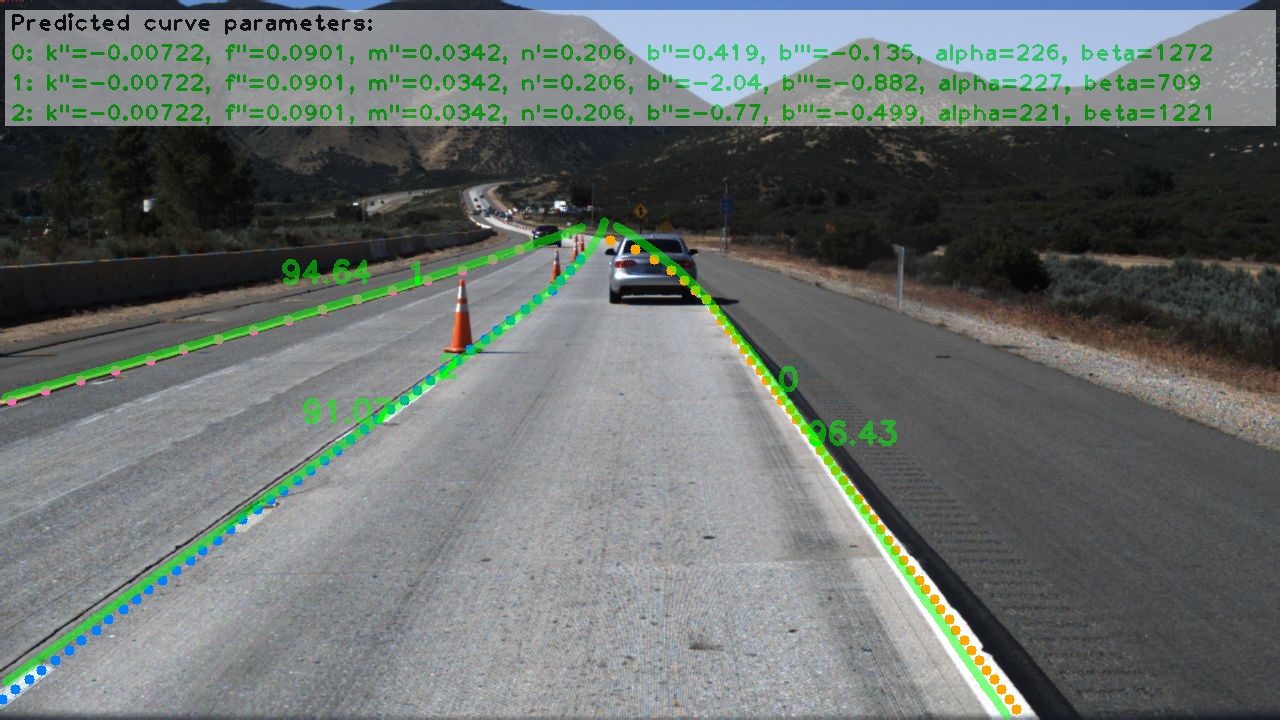 Predicted curve parameters:
0: k''=-0.00722, f''=0.0901, m''=0.0342, n'=0.206, b''=0.419, b'''=-0.135, alpha=226, beta=1272
1: k''=-0.00722, f''=0.0901, m''=0.0342, n'=0.206, b''=-2.04, b'''=-0.882, alpha=227, beta=709
2: k''=-0.00722, f''=0.0901, m''=0.0342, n'=0.206, b''=-0.77, b'''=-0.499, alpha=221, beta=1221
94.64 1
0
91.07
96.43